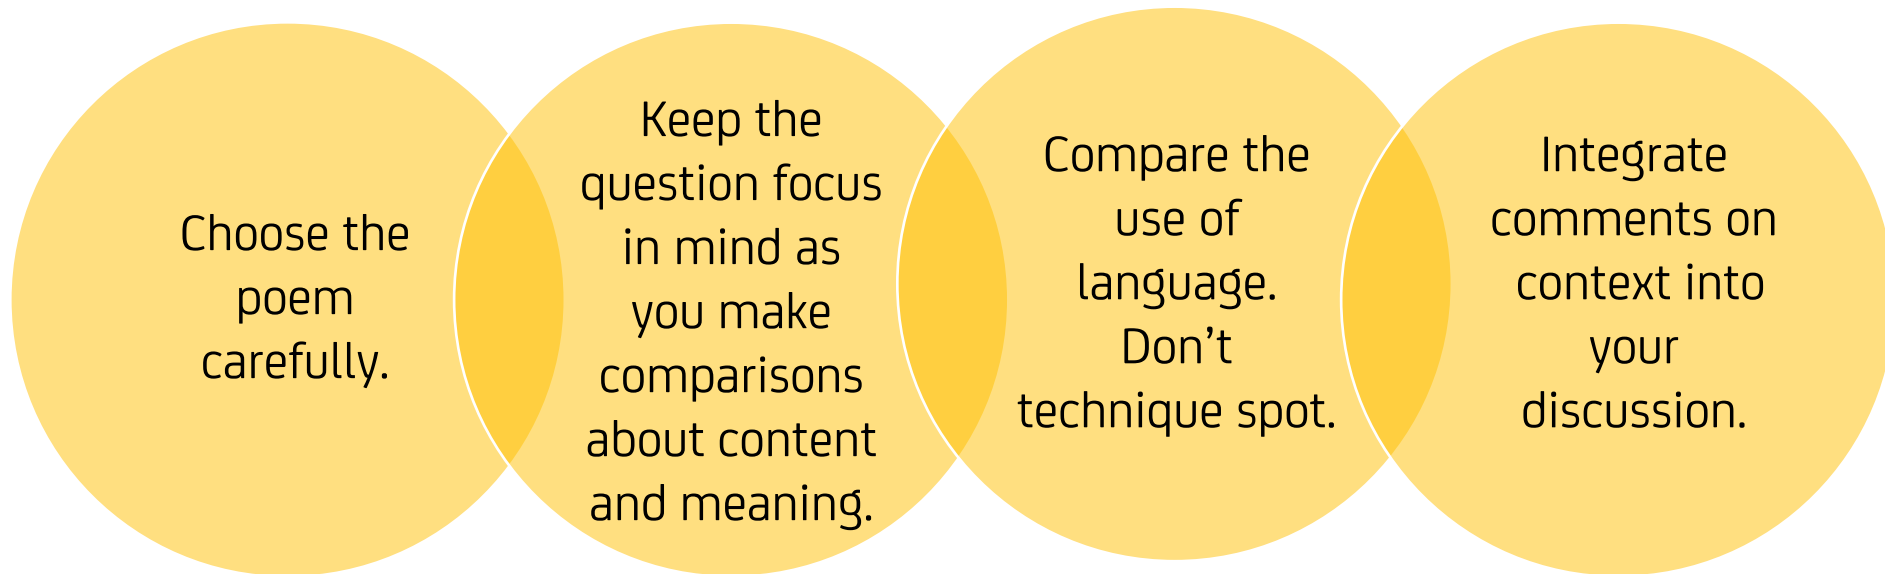 Choose the
poem
carefully.
Keep the
question focus
in mind as
you make
comparisons
about content
and meaning.
Compare the
use of
language.
Don’t
technique spot.
Integrate
comments on
context into
your
discussion.